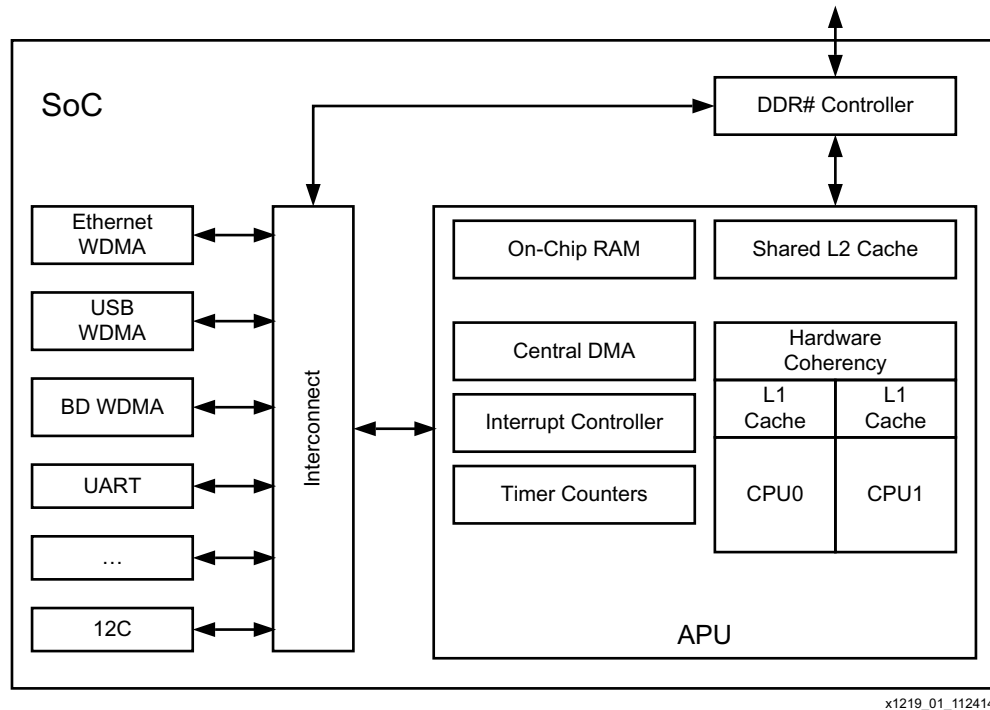 SoC
DDR# Controller
Ethernet
WDMA
USB
WDMA
BD WDMA
UART
...
12C
Interconnect
On-Chip RAM
Shared L2 Cache
Central DMA
Hardware
Coherency
Interrupt Controller
L1
Cache
L1
Cache
Timer Counters
CPU0
CPU1
APU
x1219_01_112414